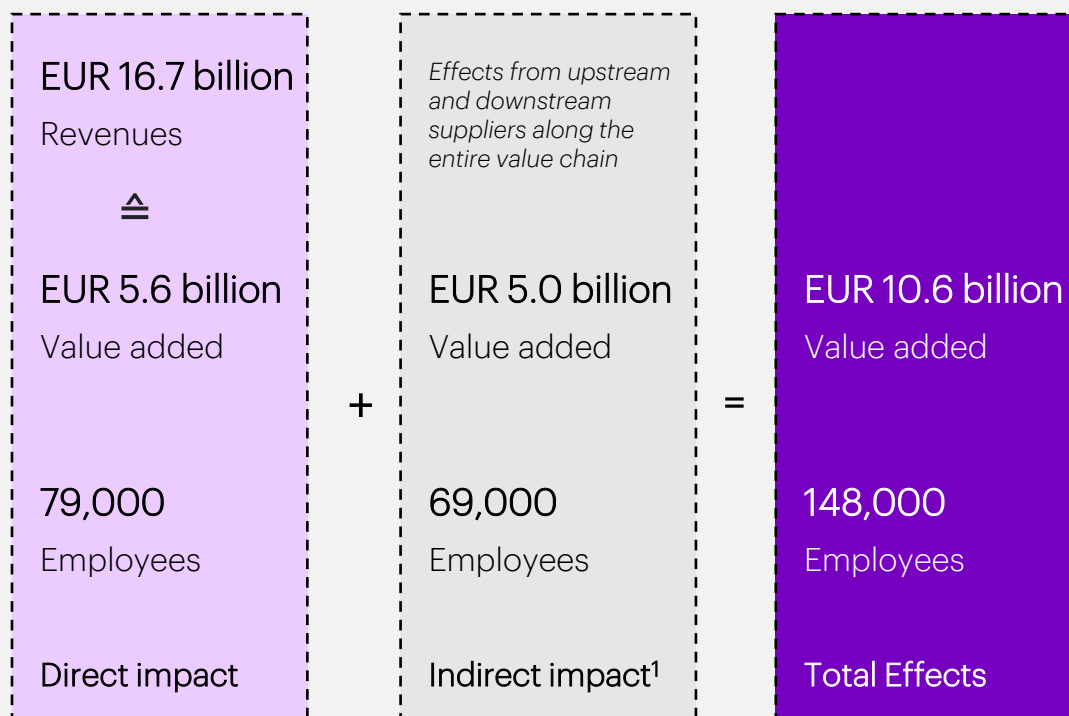 EUR 16.7 billion
Revenues
≙
EUR 5.6 billion
Value added
79,000
Employees
Direct impact
+
Effects from upstream
and downstream
suppliers along the
entire value chain
EUR 5.0 billion
Value added
69,000
Employees
Indirect impact¹
=
EUR 10.6 billion
Value added
148,000
Employees
Total Effects